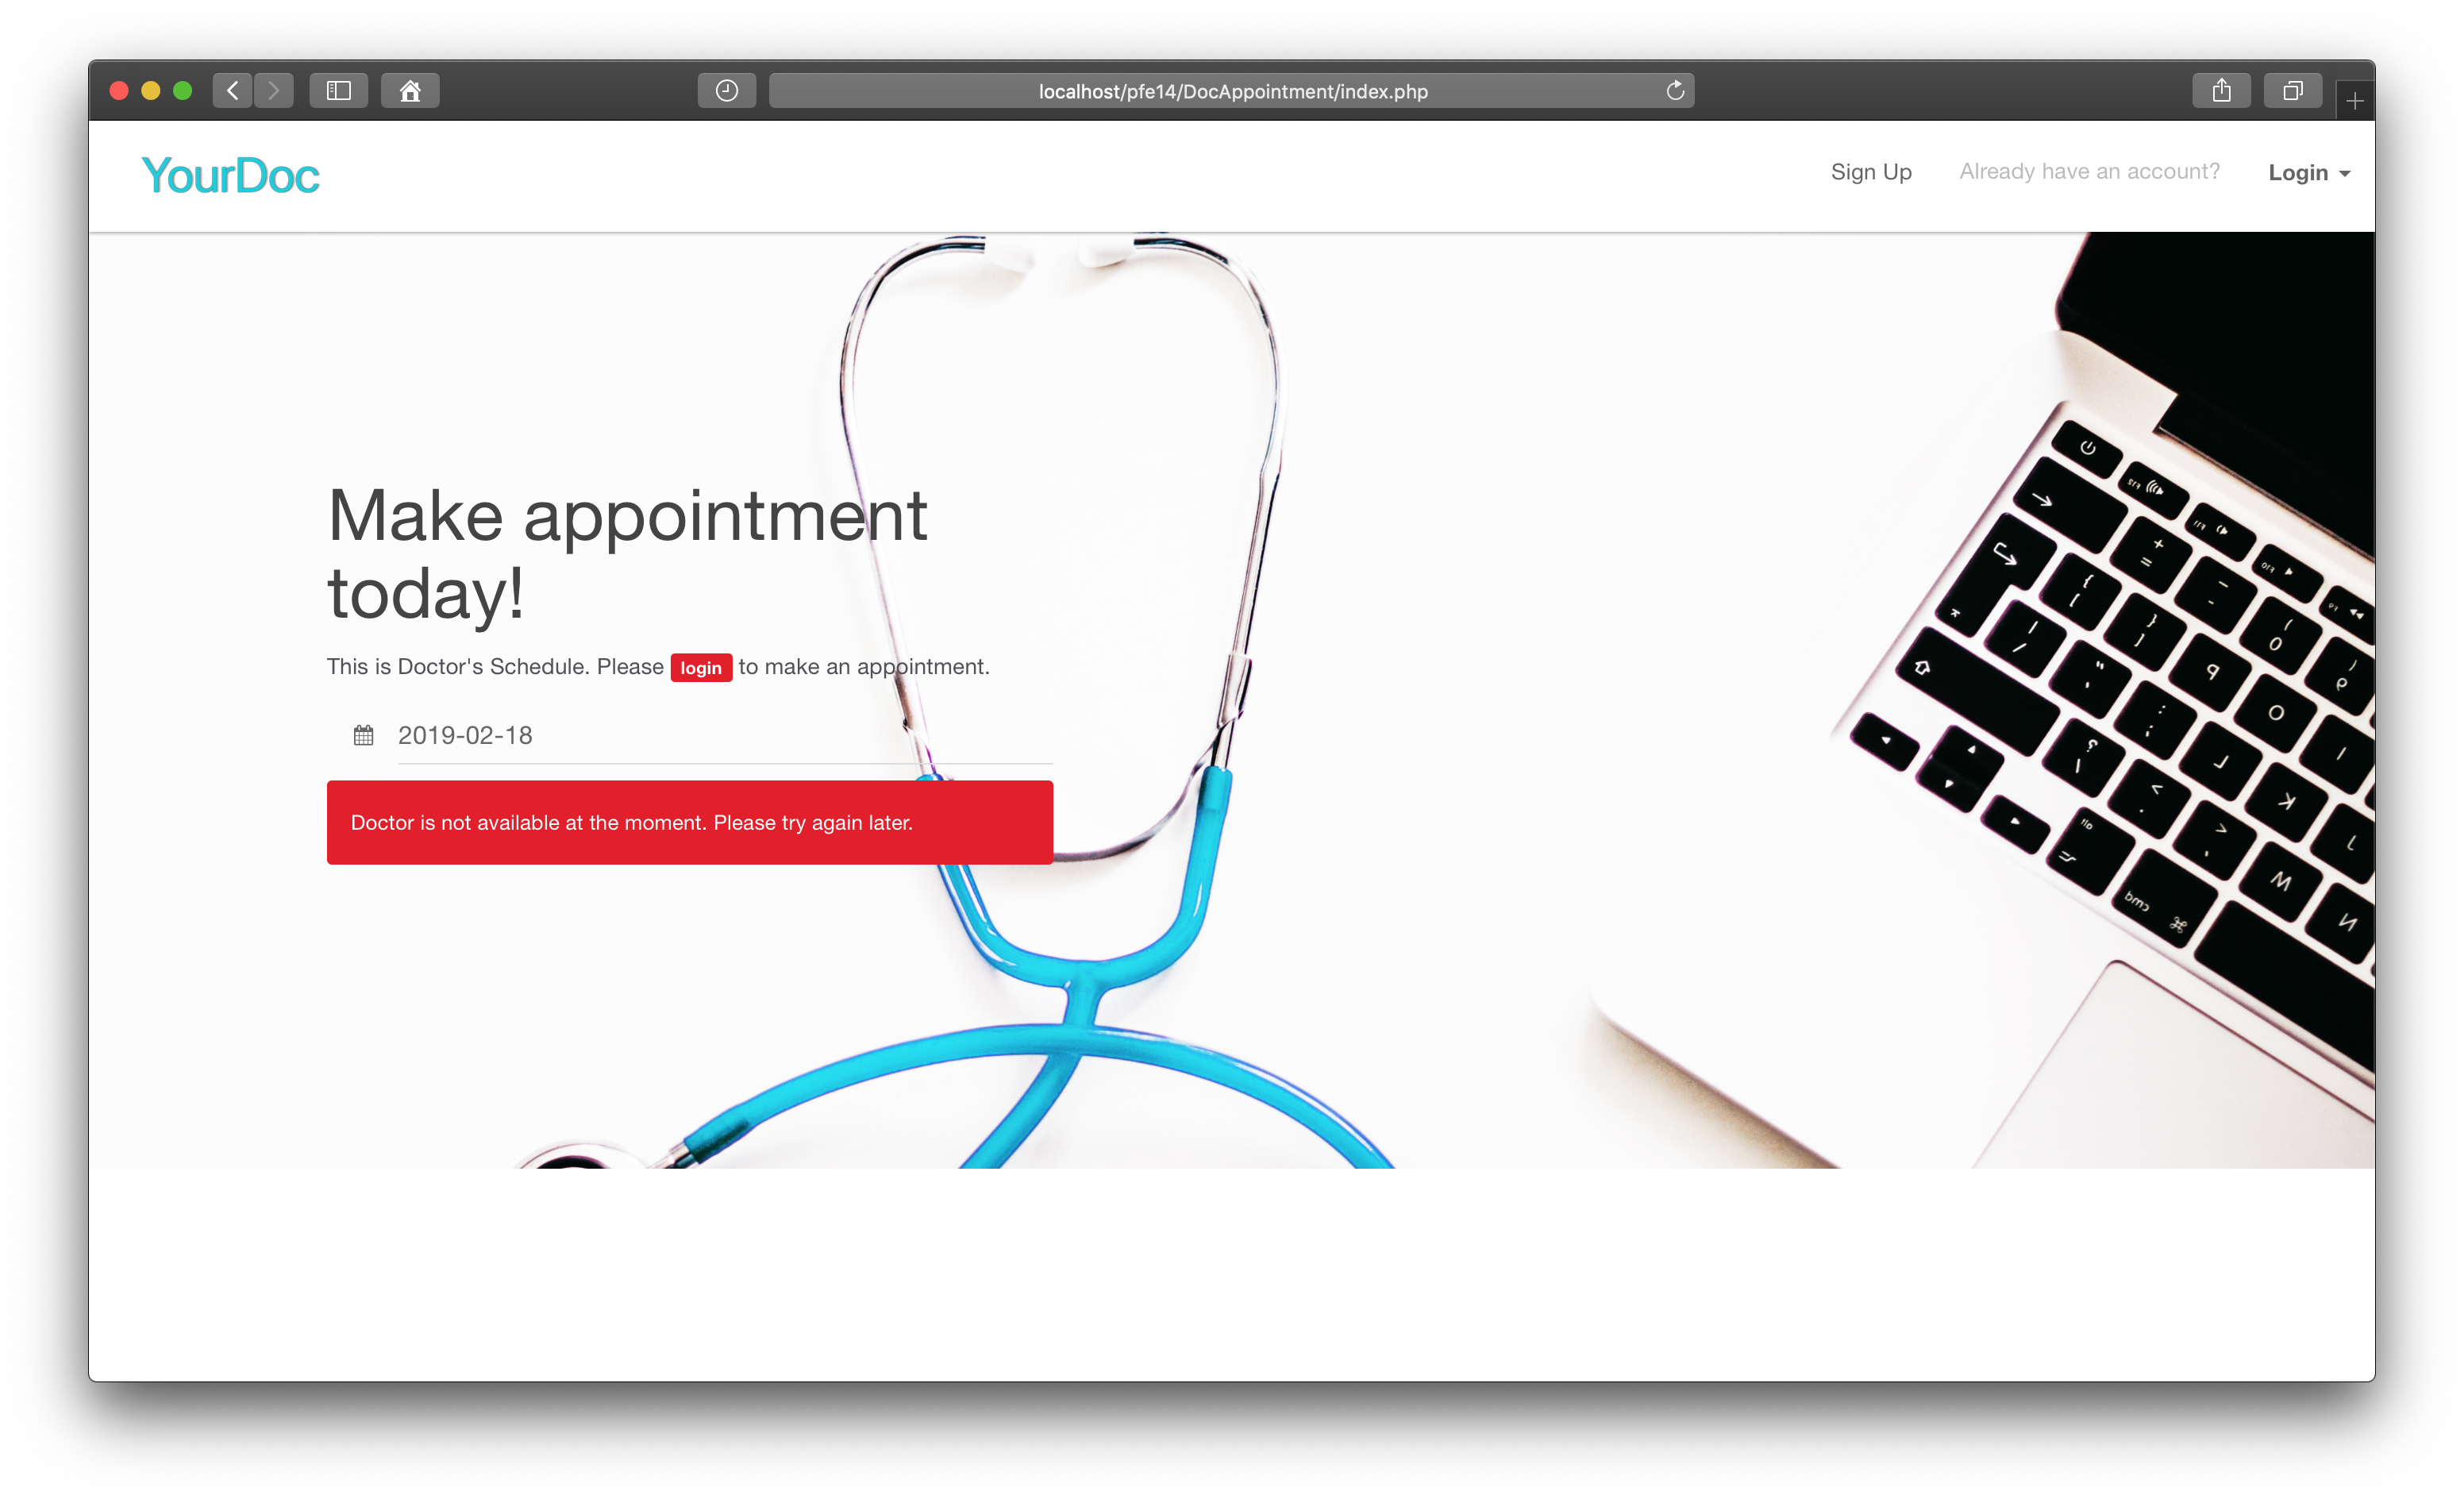 localhost/pfe14/DocAppointment/index.php
YourDoc
Sign Up
Already have an account?
Login
Make appointment
today!
This is Doctor's Schedule. Please login to make an appointment.
2019-02-18
Doctor is not available at the moment. Please try again later.
cmd